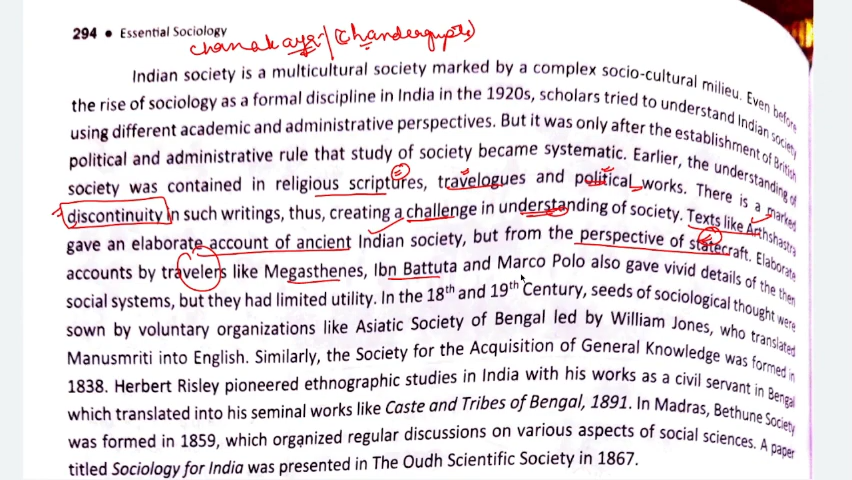 294 • Essential Sociology
chanakaya/(Chandergupta)
Indian society is a multicultural society marked by a complex socio-cultural milieu. Even before
the rise of sociology as a formal discipline in India in the 1920s, scholars tried to understand Indian society
using different academic and administrative perspectives. But it was only after the establishment of British
political and administrative rule that study of society became systematic. Earlier, the understanding of
society was contained in religious scriptures, travelogues and political works. There is a marked
discontinuity in such writings, thus, creating a challenge in understanding of society. Texts like Arthshastra
gave an elaborate account of ancient Indian society, but from the perspective of statecraft. Elaborate
accounts by travelers like Megasthenes, Ibn Battuta and Marco Polo also gave vivid details of the then
social systems, but they had limited utility. In the 18th and 19th Century, seeds of sociological thought were
sown by voluntary organizations like Asiatic Society of Bengal led by William Jones, who translated
Manusmriti into English. Similarly, the Society for the Acquisition of General Knowledge was formed in
1838. Herbert Risley pioneered ethnographic studies in India with his works as a civil servant in Bengal
which translated into his seminal works like Caste and Tribes of Bengal, 1891. In Madras, Bethune Society
was formed in 1859, which organized regular discussions on various aspects of social sciences. A paper
titled Sociology for India was presented in The Oudh Scientific Society in 1867.